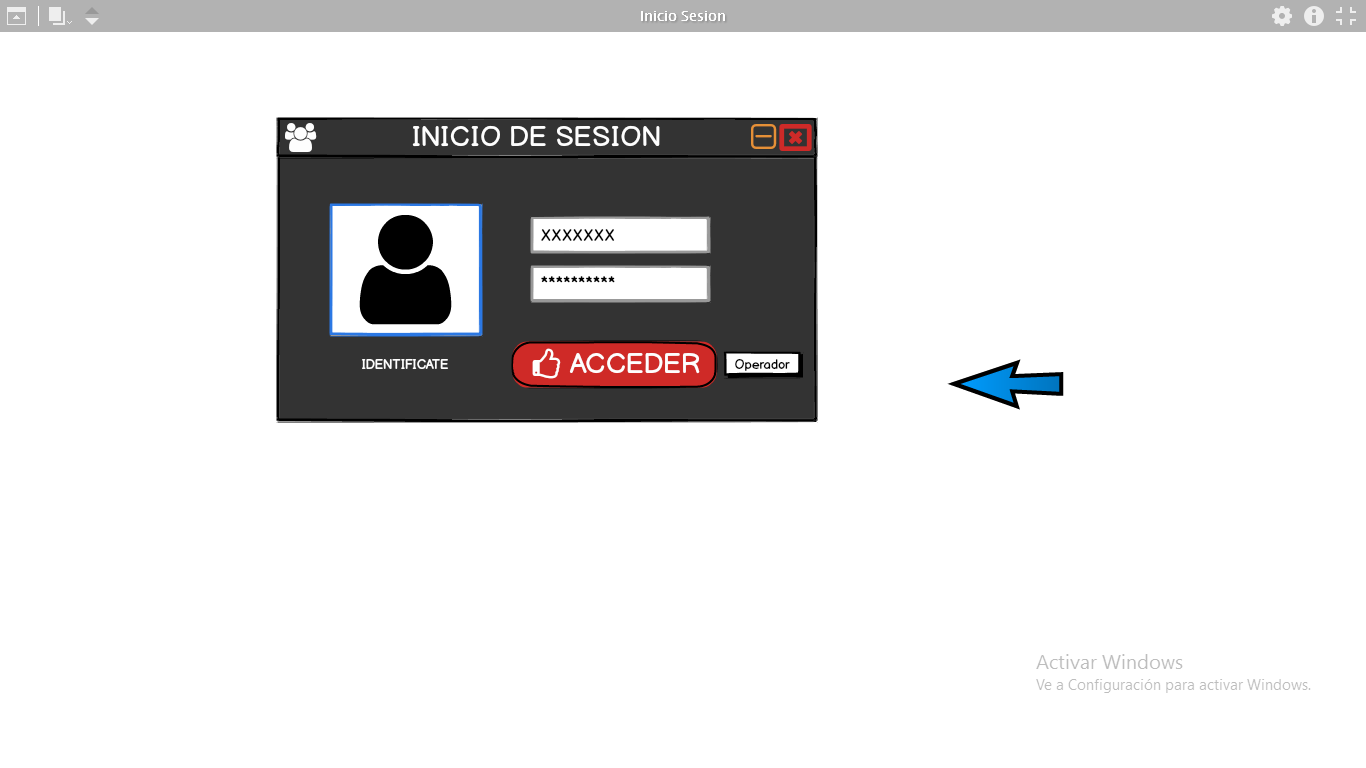 Inicio Sesion
INICIO DE SESION
XXXXXXX
**********
IDENTIFICATE
ACCEDER
Operador
Activar Windows
Ve a Configuración para activar Windows.